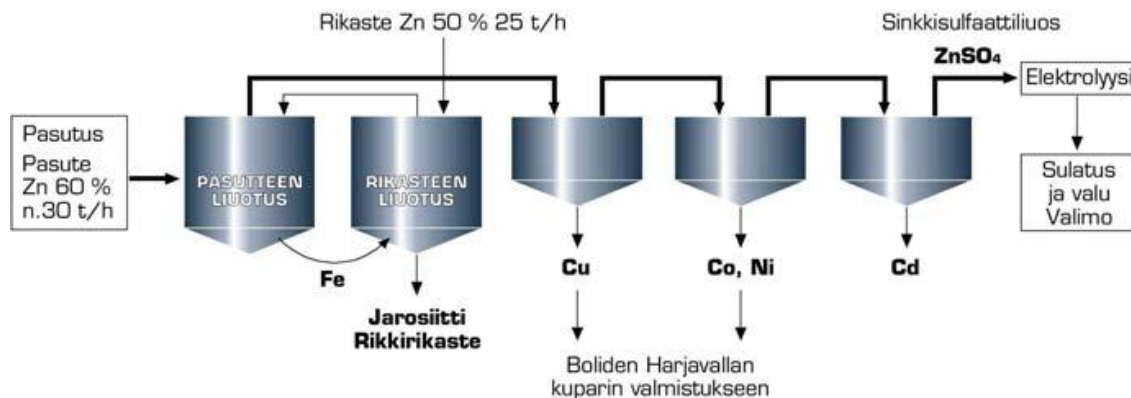 Rikaste Zn 50 % 25 t/h
Sinkkisulfaattiliuos
ZnSO₄
Elektrolyysi
Pasutus
Pasute
Zn 60 %
n.30 t/h
PASUTTEEN
LIUOTUS
RIKASTEEN
LIUOTUS
Sulatus
ja valu
Valimo
Fe
Cu
Co, Ni
Cd
Jarosiitti
Rikkirikaste
Boliden Harjavallan
kuparin valmistukseen